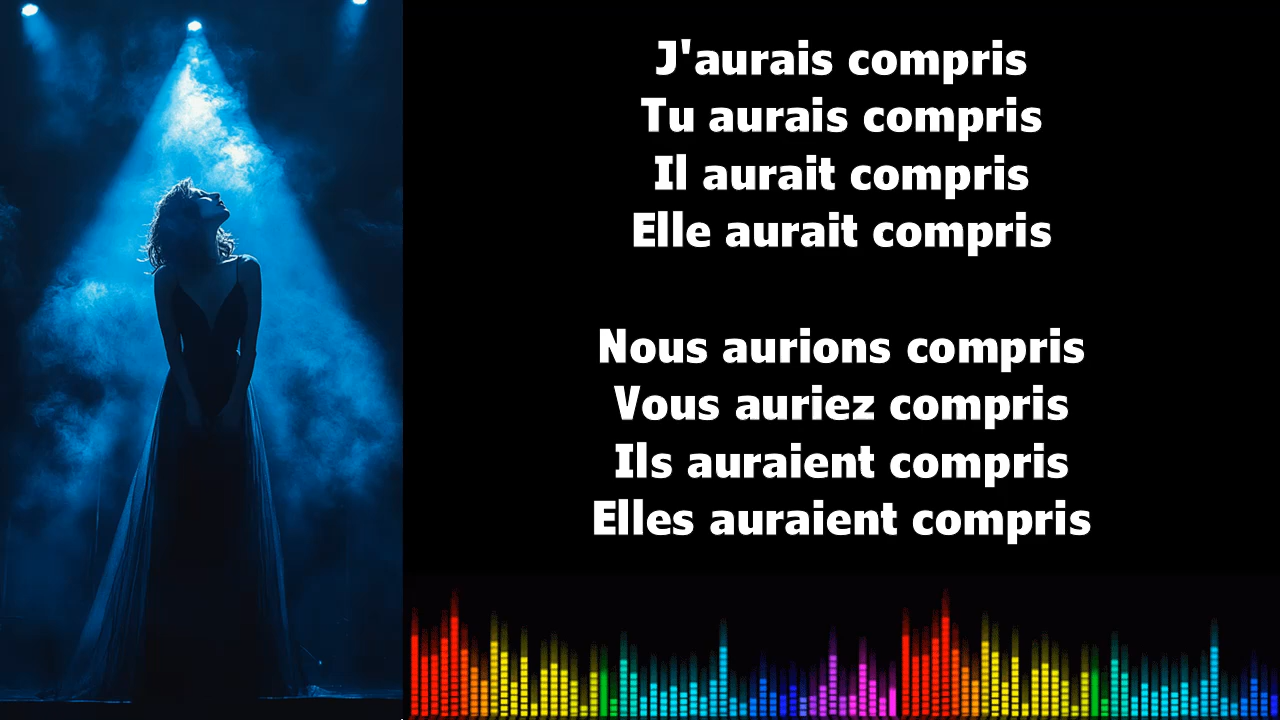 J'aurais compris
Tu aurais compris
Il aurait compris
Elle aurait compris
Nous aurions compris
Vous auriez compris
Ils auraient compris
Elles auraient compris